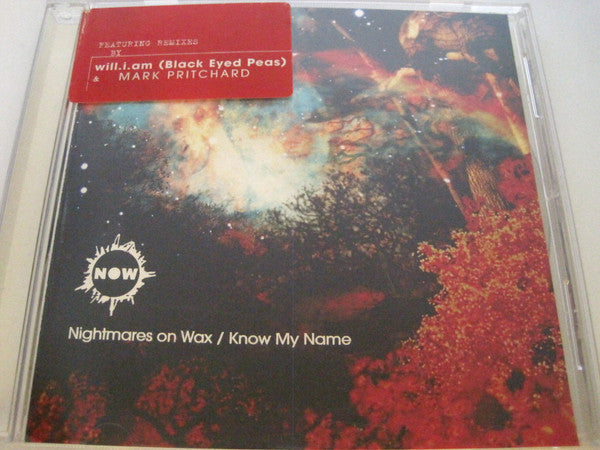 FEATURING REMIXES
BY
will.i.am (Black Eyed Peas)
& MARK PRITCHARD
NOW
Nightmares on Wax / Know My Name